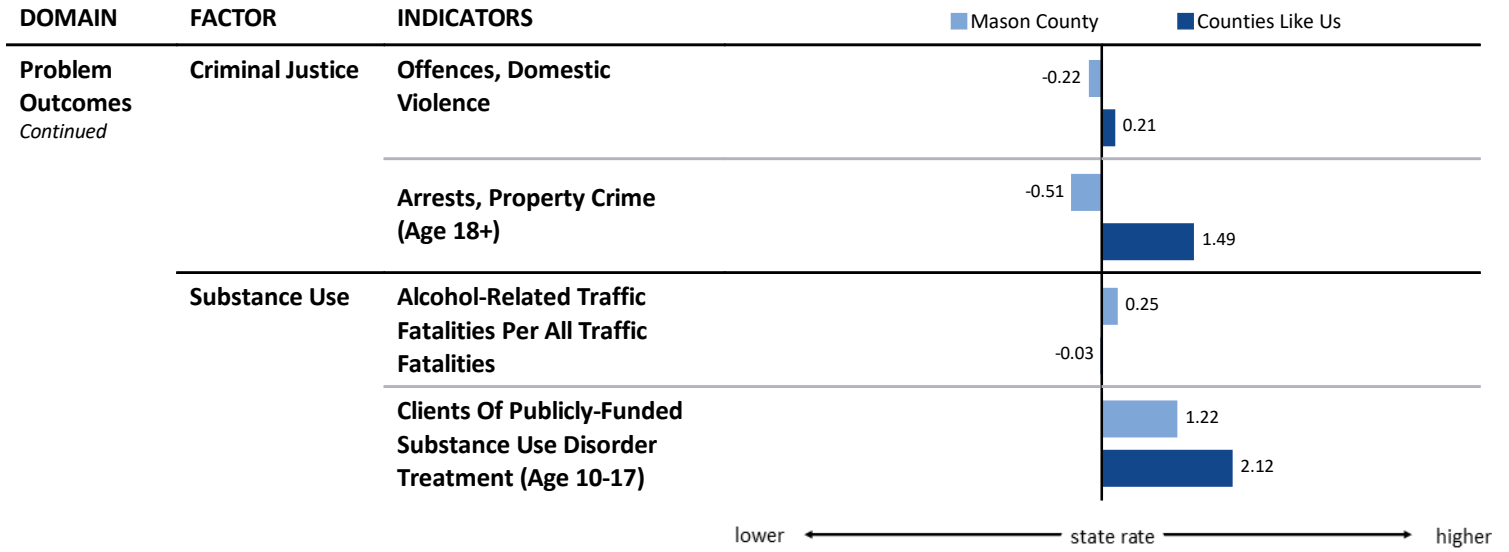 DOMAIN FACTOR INDICATORS Mason County Counties Like Us
Problem Outcomes
Continued
Criminal Justice
Offences, Domestic
Violence
-0.22
0.21
Arrests, Property Crime
(Age 18+)
-0.51
1.49
Substance Use
Alcohol-Related Traffic
Fatalities Per All Traffic
Fatalities
0.25
-0.03
Clients Of Publicly-Funded
Substance Use Disorder
Treatment (Age 10-17)
1.22
2.12
lower state rate higher